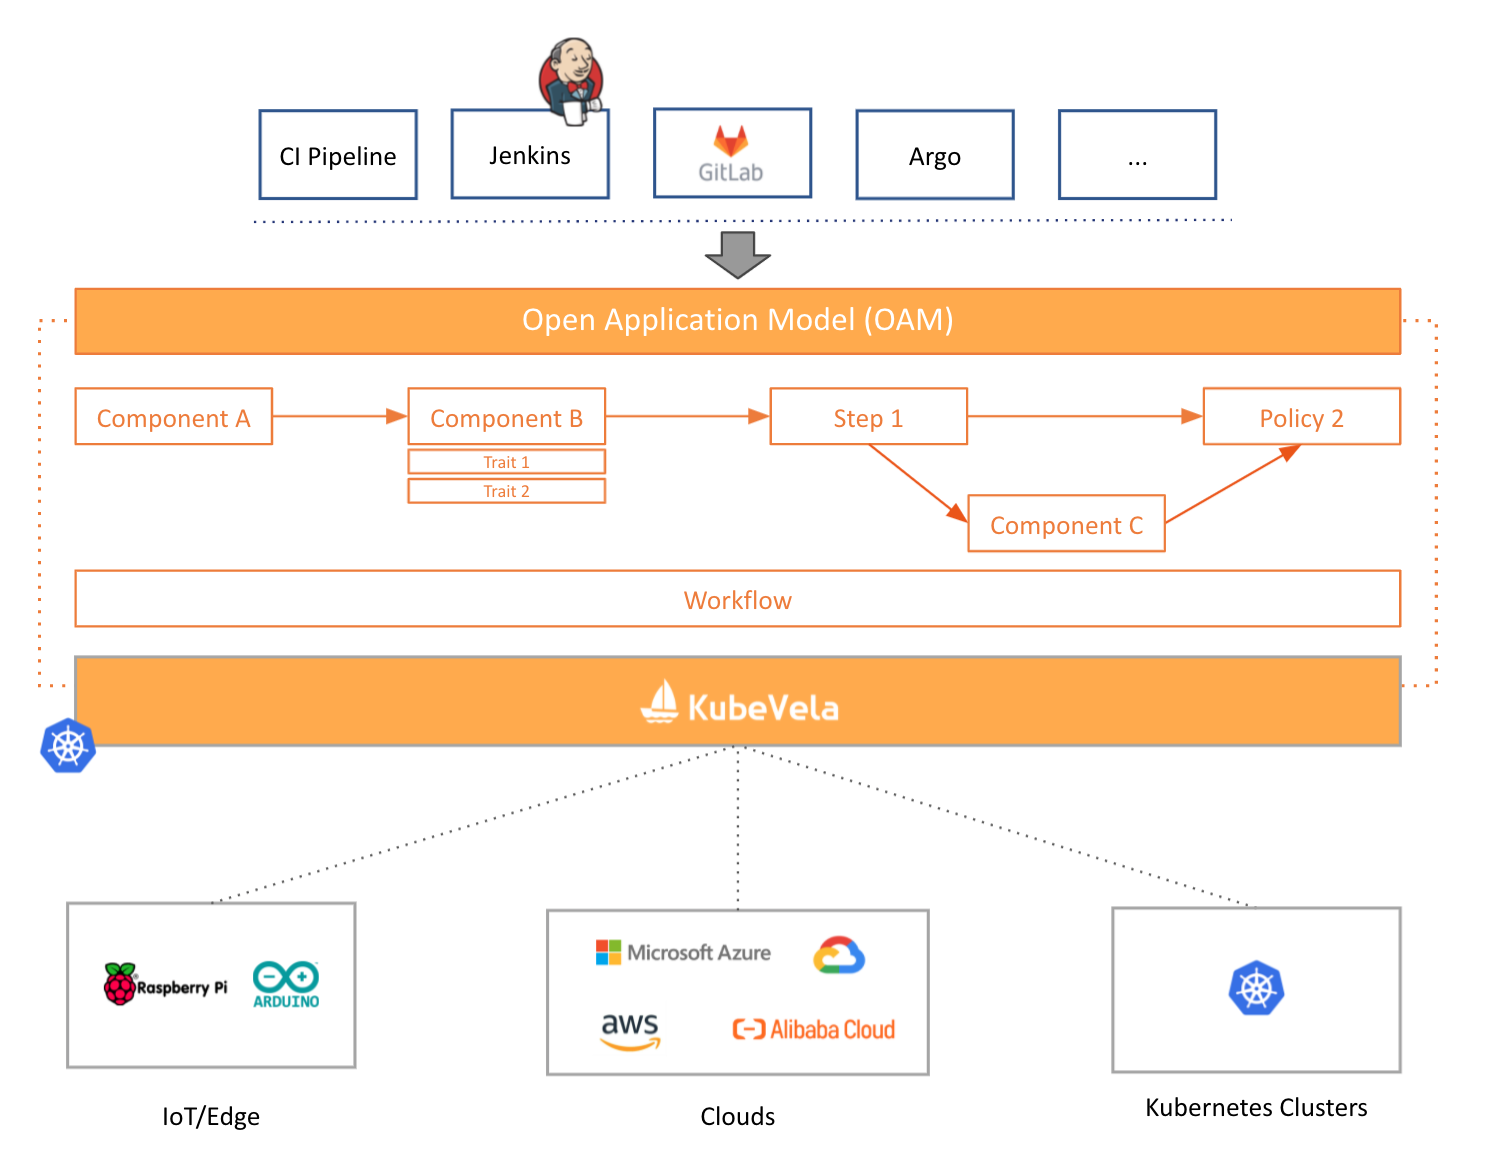 CI Pipeline
Jenkins
GitLab
Argo
...
Open Application Model (OAM)
Component A
Component B
Step 1
Policy 2
Trait 1
Trait 2
Component C
Workflow
KubeVela
Raspberry Pi
ARDUINO
Microsoft Azure
aws
Alibaba Cloud
IoT/Edge
Clouds
Kubernetes Clusters